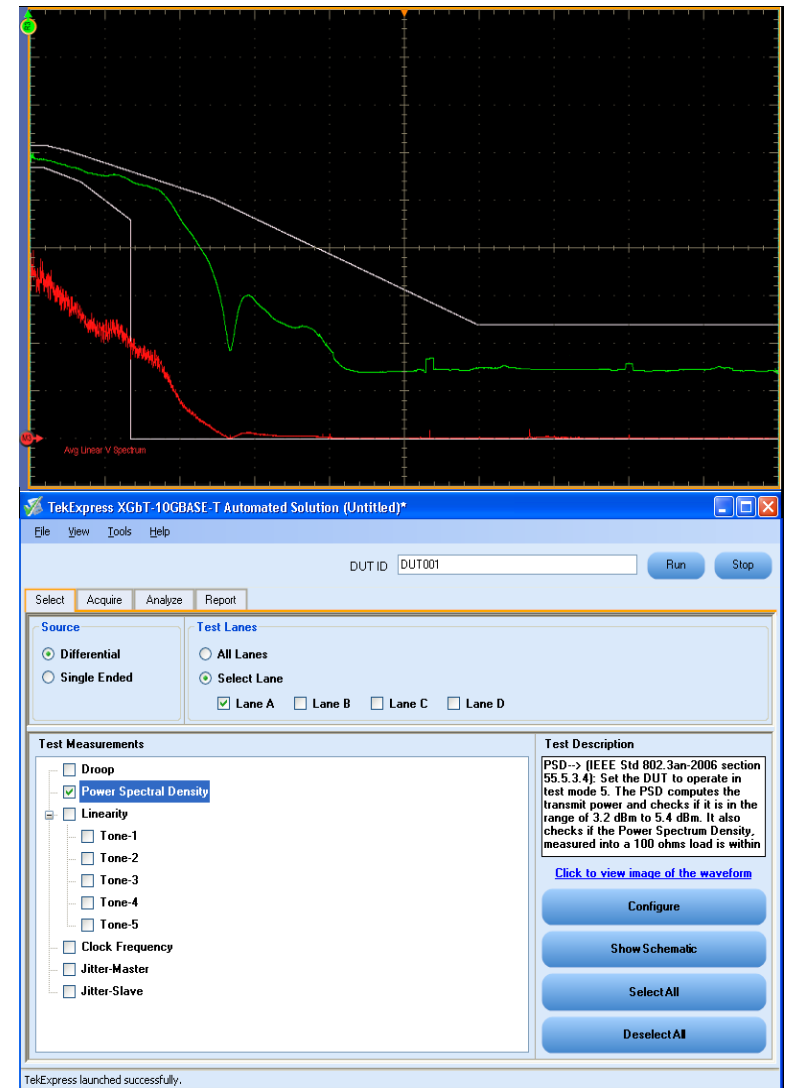 Avg Linear V Spectrum
TekExpress XGbT-10GBASE-T Automated Solution (Untitled)*
File View Tools Help
DUT ID DUT001 Run Stop
Select Acquire Analyze Report
Source
Differential
Single Ended
Test Lanes
All Lanes
Select Lane
Lane A Lane B Lane C Lane D
Test Measurements
Droop
Power Spectral Density
Linearity
Tone-1
Tone-2
Tone-3
Tone-4
Tone-5
Clock Frequency
Jitter-Master
Jitter-Slave
Test Description
PSD--> (IEEE Std 802.3an-2006 section
55.5.3.4): Set the DUT to operate in
test mode 5. The PSD computes the
transmit power and checks if it is in the
range of 3.2 dBm to 5.4 dBm. It also
checks if the Power Spectrum Density,
measured into a 100 ohms load is within
Click to view image of the waveform
Configure
Show Schematic
Select All
Deselect All
TekExpress launched successfully.